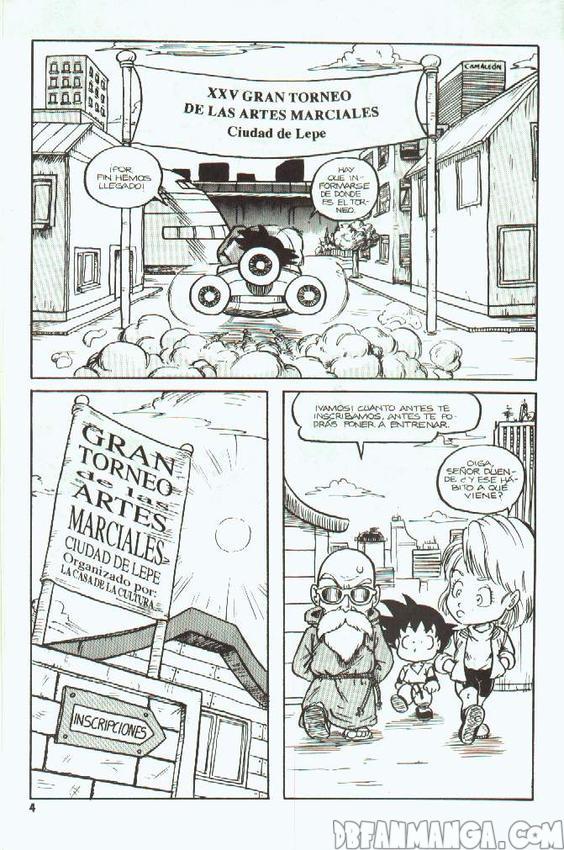 XXV GRAN TORNEO
DE LAS ARTES MARCIALES
Ciudad de Lepe
CAMALEÓN
¡POR
FIN HEMOS
LLEGADO!
HAY
QUE IN-
FORMARSE DE
DONDE
ES EL TOR-
NEO.
GRAN
TORNEO
de las
ARTES
MARCIALES
CIUDAD DE LEPE
Organizado por:
LA CASA DE LA CULTURA
INSCRIPCIONES
¡VAMOS! CUANTO ANTES TE
INSCRIBAMOS, ANTES TE PO-
DRÁS PONER A ENTRENAR.
OIGA,
SEÑOR DUEN-
DE ¿Y ESE HÁ-
BITO A QUÉ
VIENE?
4
DBFANMANGA.COM